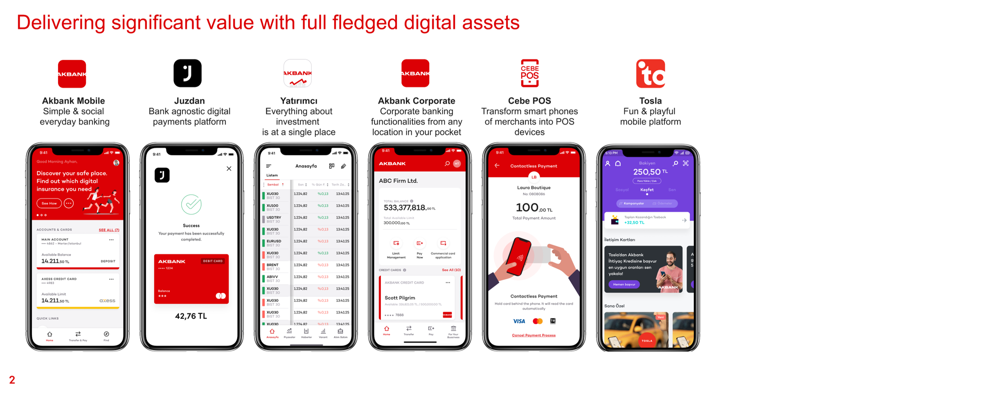 Delivering significant value with full fledged digital assets
AKBANK
Akbank Mobile
Simple & social
everyday banking
9:41
Good Morning Ayhan,
Discover your safe place.
Find out which digital
insurance you need
See How
ACCOUNTS & CARDS
SEE ALL (7)
MAIN ACCOUNT
•••• 4862 - Merter/Istanbul
Available Balance
14.211,50 TL
DEPOSIT
AXESS CREDIT CARD
•••• 4983
Available Limit
14.211,50 TL
axess
QUICK LINKS
Home
Transfer & Pay
Find
Juzdan
Bank agnostic digital
payments platform
9:41
Success
Your payment has been successfully
completed.
AKBANK
DEBIT CARD
•••• 1234
Balance
***
42,76 TL
AKBANK
Yatırımcı
Everything about
investment
is at a single place
9:41
Anasayfa
Listem
Sembol Son % Gün F. Tarih Za...
XU030 1.224,82 %0,13 13:41:25
BIST 30
XU100 1.224,82 %0,13 13:41:25
BIST 30
USDTRY 1.224,82 %0,13 13:41:25
BIST 30
XU030 1.224,82 %0,13 13:41:25
BIST 30
EURUSD 1.224,82 %0,13 13:41:25
BIST 30
XU030 1.224,82 %0,13 13:41:25
BIST 30
BRENT 1.224,82 %0,13 13:41:25
BIST 30
ABIVV 1.224,82 %0,13 13:41:25
BIST 30
XU030 1.224,82 %0,13 13:41:25
BIST 30
XU030 1.224,82 %0,13 13:41:25
BIST 30
XU030 1.224,82 %0,13 13:41:25
BIST 30
XU030 1.224,82 %0,13 13:41:25
Anasayfa
Piyasalar
Haberler
Varant
Alım Satım
AKBANK
Akbank Corporate
Corporate banking
functionalities from any
location in your pocket
9:41
AKBANK
MT
ABC Firm Ltd.
TOTAL BALANCE
533,377,818.00 TL
Total Available Limit
300.000,00 TL
Limit
Management
Pay
Now
Commercial card
application
CREDIT CARDS
See All (10)
AKBANK CREDIT CARD
Scott Pilgrim
Available: 326,821.05 TL / 500,000.00 TL
•••• 7888
AKBANK
Home
Transfer
Pay
For Your
Bussiness
CEBE
POS
Cebe POS
Transform smart phones
of merchants into POS
devices
9:41
Contactless Payment
LB
Laura Boutique
No: 0808086
100,00 TL
Total Payment Amount
Contactless Payment
Hold card behind the phone. It will read the card
automatically
VISA
TR
Cancel Payment Process
to
Tosla
Fun & playful
mobile platform
5:13 PM
Bakiyen
250,50 TL
Para Yükle / Çek
Sosyal
Keşfet
Sen
Kampanyalar
Ödemeler
Toplan Kazandığın Tosback
+32,50 TL
İletişim Kartları
Tosla'dan Akbank
İhtiyaç Kredisine başvur
en uygun oranları sen
yakala!
Hemen başvur
AKBANK
A
g
5
Sana Özel
Yeni
TOSLA
2